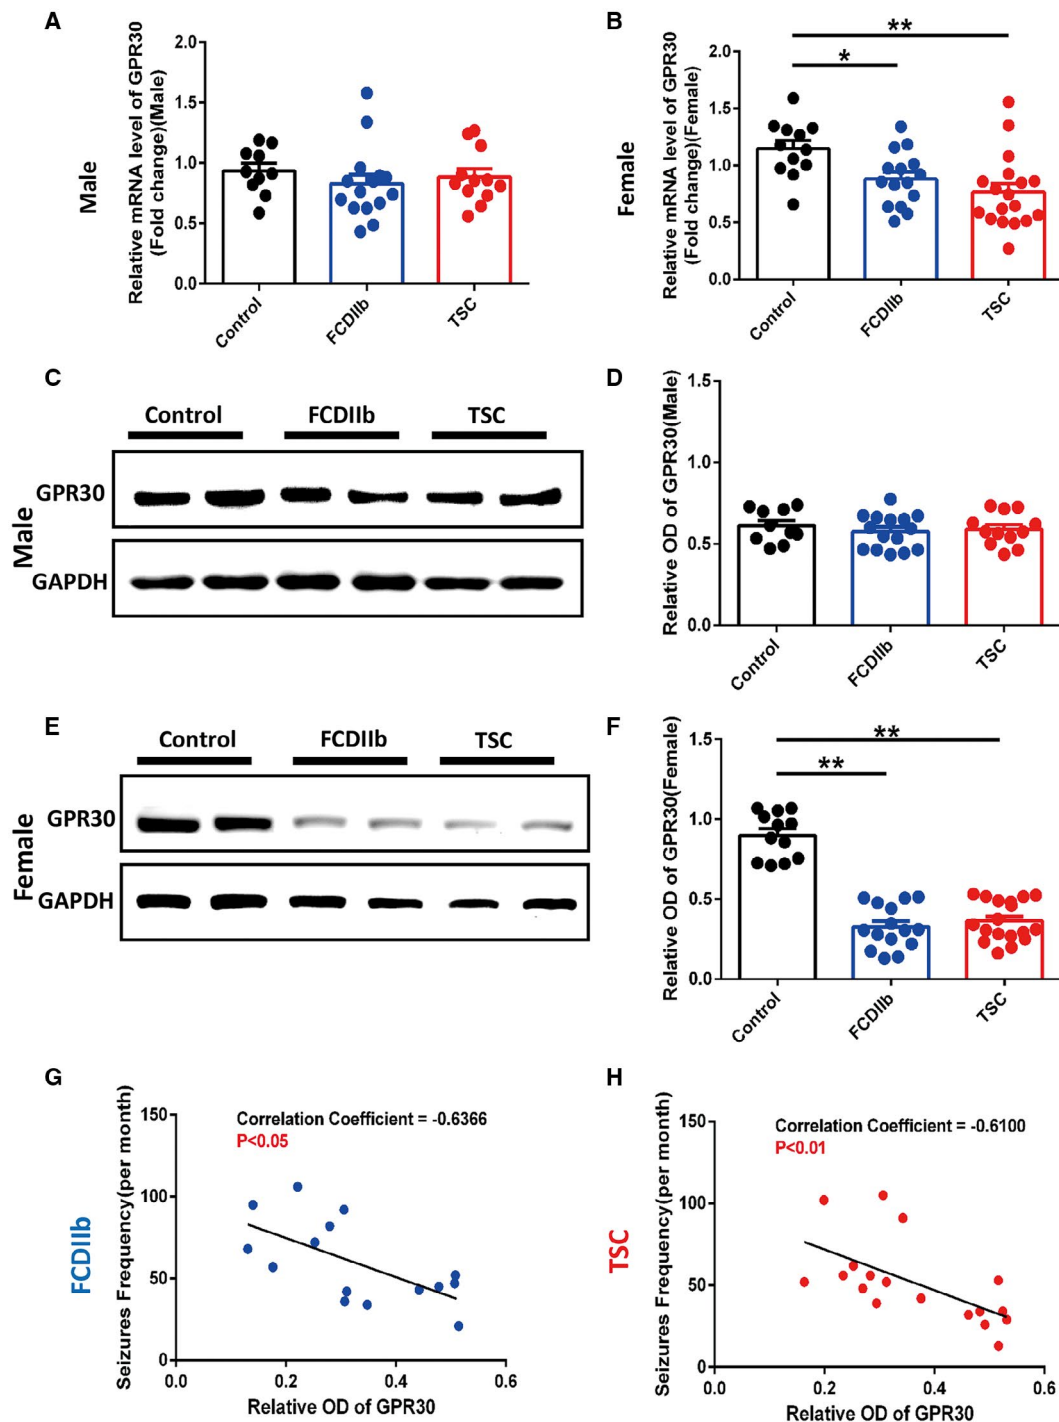 A
Relative mRNA level of GPR30
(Fold change)(Male)
Male
2.0
1.5
1.0
0.5
0.0
Control
FCDIIb
TSC
B
Relative mRNA level of GPR30
(Fold change)(Female)
Female
2.0
1.5
1.0
0.5
0.0
**
*
Control
FCDIIb
TSC
C
Control FCDIIb TSC
Male
GPR30
GAPDH
D
Relative OD of GPR30(Male)
1.5
1.0
0.5
0.0
Control
FCDIIb
TSC
E
Control FCDIIb TSC
Female
GPR30
GAPDH
F
Relative OD of GPR30(Female)
1.5
1.0
0.5
0.0
**
**
Control
FCDIIb
TSC
G
FCDIIb
Seizures Frequency(per month)
150
100
50
0
Correlation Coefficient = -0.6366
P<0.05
0.0 0.2 0.4 0.6
Relative OD of GPR30
H
TSC
Seizures Frequency(per month)
150
100
50
0
Correlation Coefficient = -0.6100
P<0.01
0.0 0.2 0.4 0.6
Relative OD of GPR30